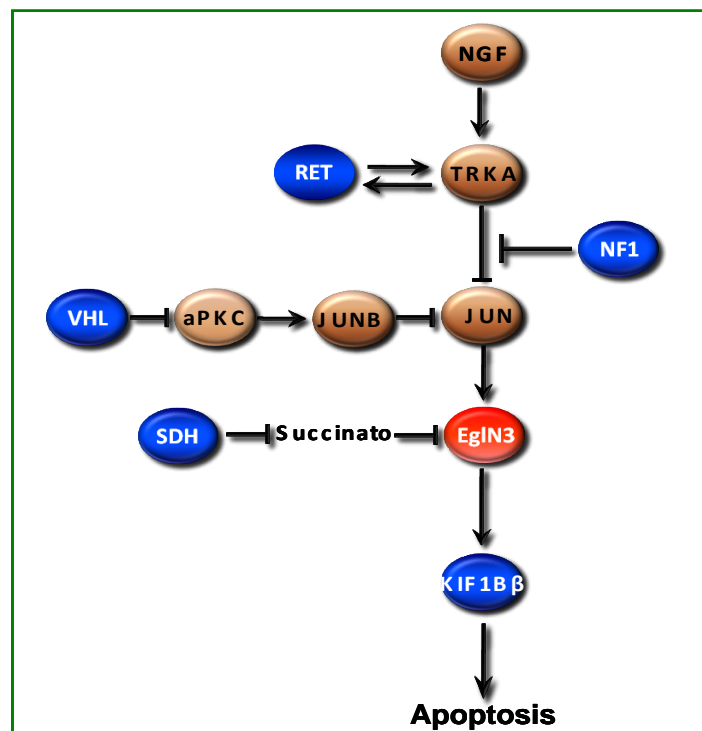 NGF
RET
TRKA
NF1
VHL
aPKC
JUNB
JUN
SDH
Succinato
EglN3
KIF1Bβ
Apoptosis